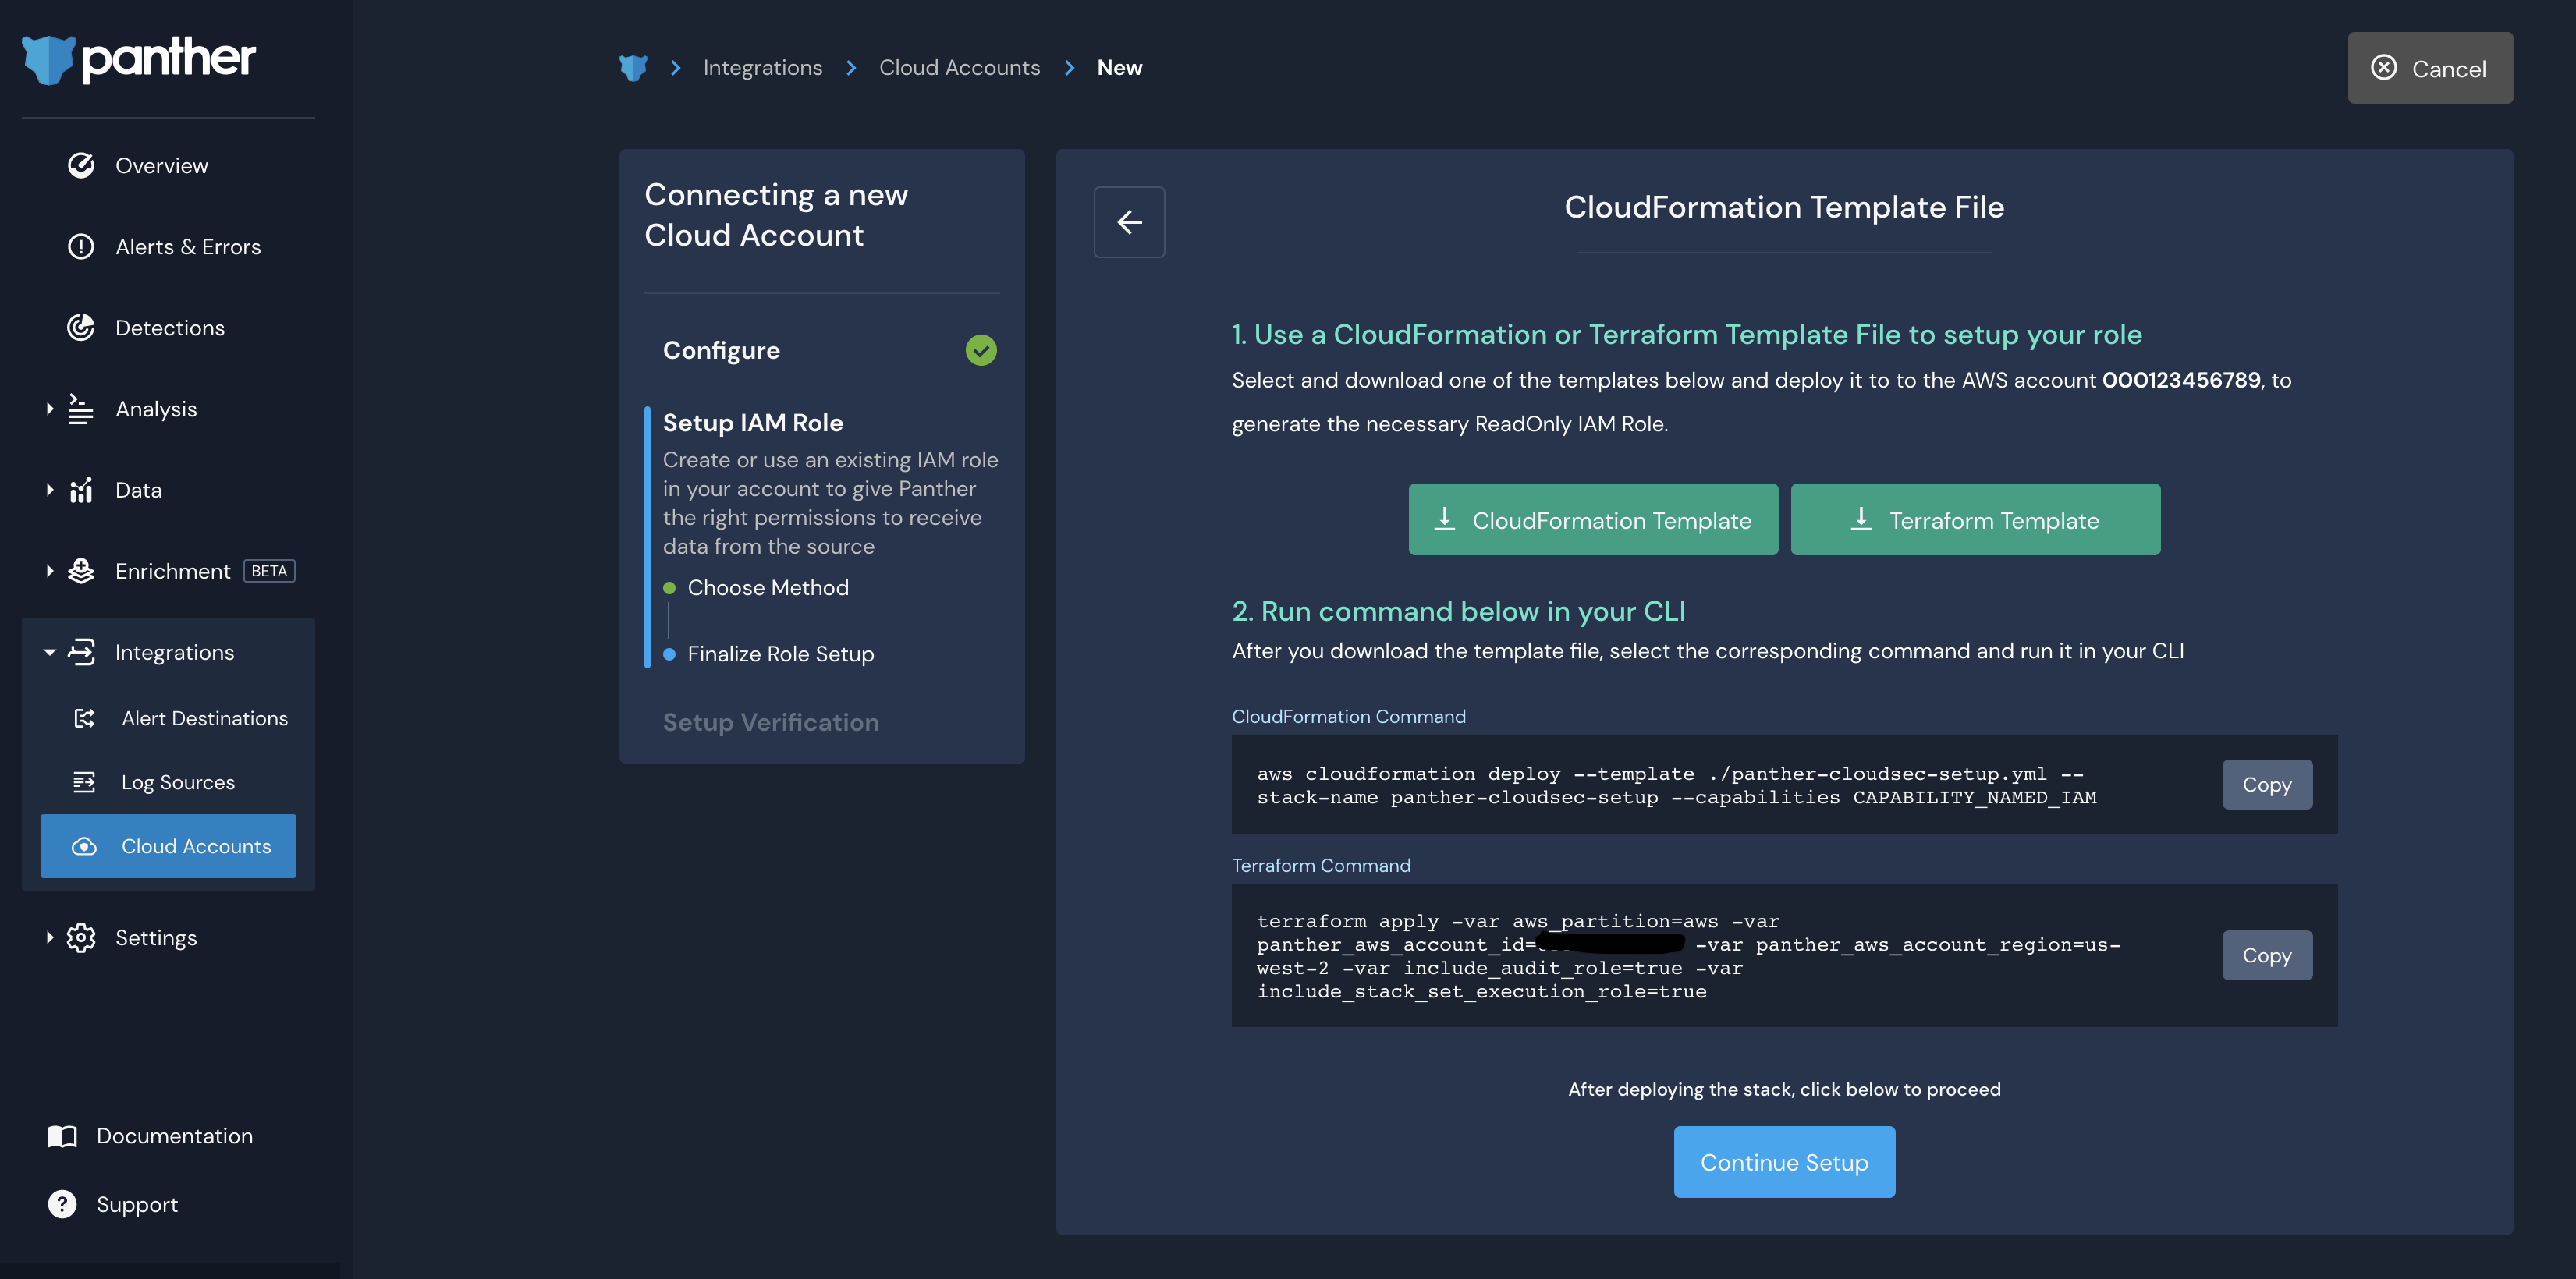 panther
Overview
Alerts & Errors
Detections
Analysis
Data
Enrichment BETA
Integrations
Alert Destinations
Log Sources
Cloud Accounts
Settings
Documentation
Support
Integrations Cloud Accounts New
Cancel
Connecting a new
Cloud Account
Configure
Setup IAM Role
Create or use an existing IAM role
in your account to give Panther
the right permissions to receive
data from the source
Choose Method
Finalize Role Setup
Setup Verification
CloudFormation Template File
1. Use a CloudFormation or Terraform Template File to setup your role
Select and download one of the templates below and deploy it to to the AWS account 000123456789, to
generate the necessary ReadOnly IAM Role.
CloudFormation Template
Terraform Template
2. Run command below in your CLI
After you download the template file, select the corresponding command and run it in your CLI
CloudFormation Command
aws cloudformation deploy --template ./panther-cloudsec-setup.yml --
stack-name panther-cloudsec-setup --capabilities CAPABILITY_NAMED_IAM
Copy
Terraform Command
terraform apply -var aws_partition=aws -var
panther_aws_account_id= -var panther_aws_account_region=us-
west-2 -var include_audit_role=true -var
include_stack_set_execution_role=true
Copy
After deploying the stack, click below to proceed
Continue Setup